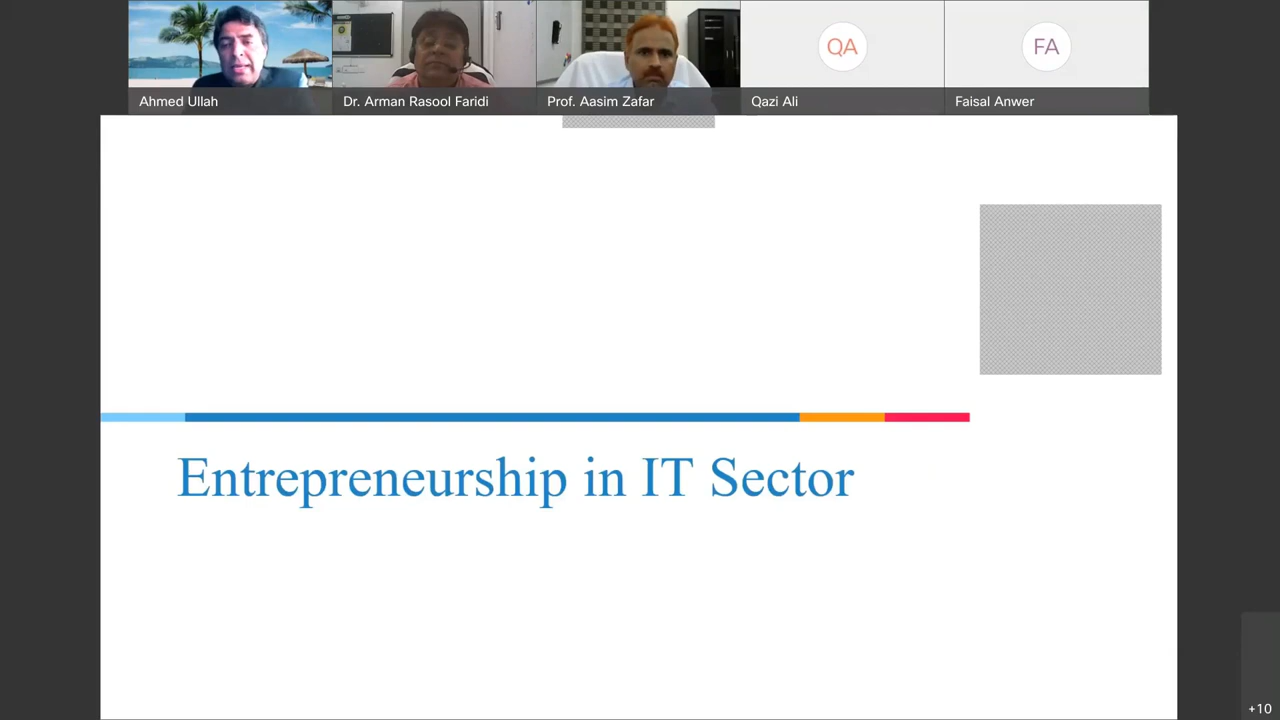 Ahmed Ullah
Dr. Arman Rasool Faridi
Prof. Aasim Zafar
QA
Qazi Ali
FA
Faisal Anwer
Entrepreneurship in IT Sector
+10